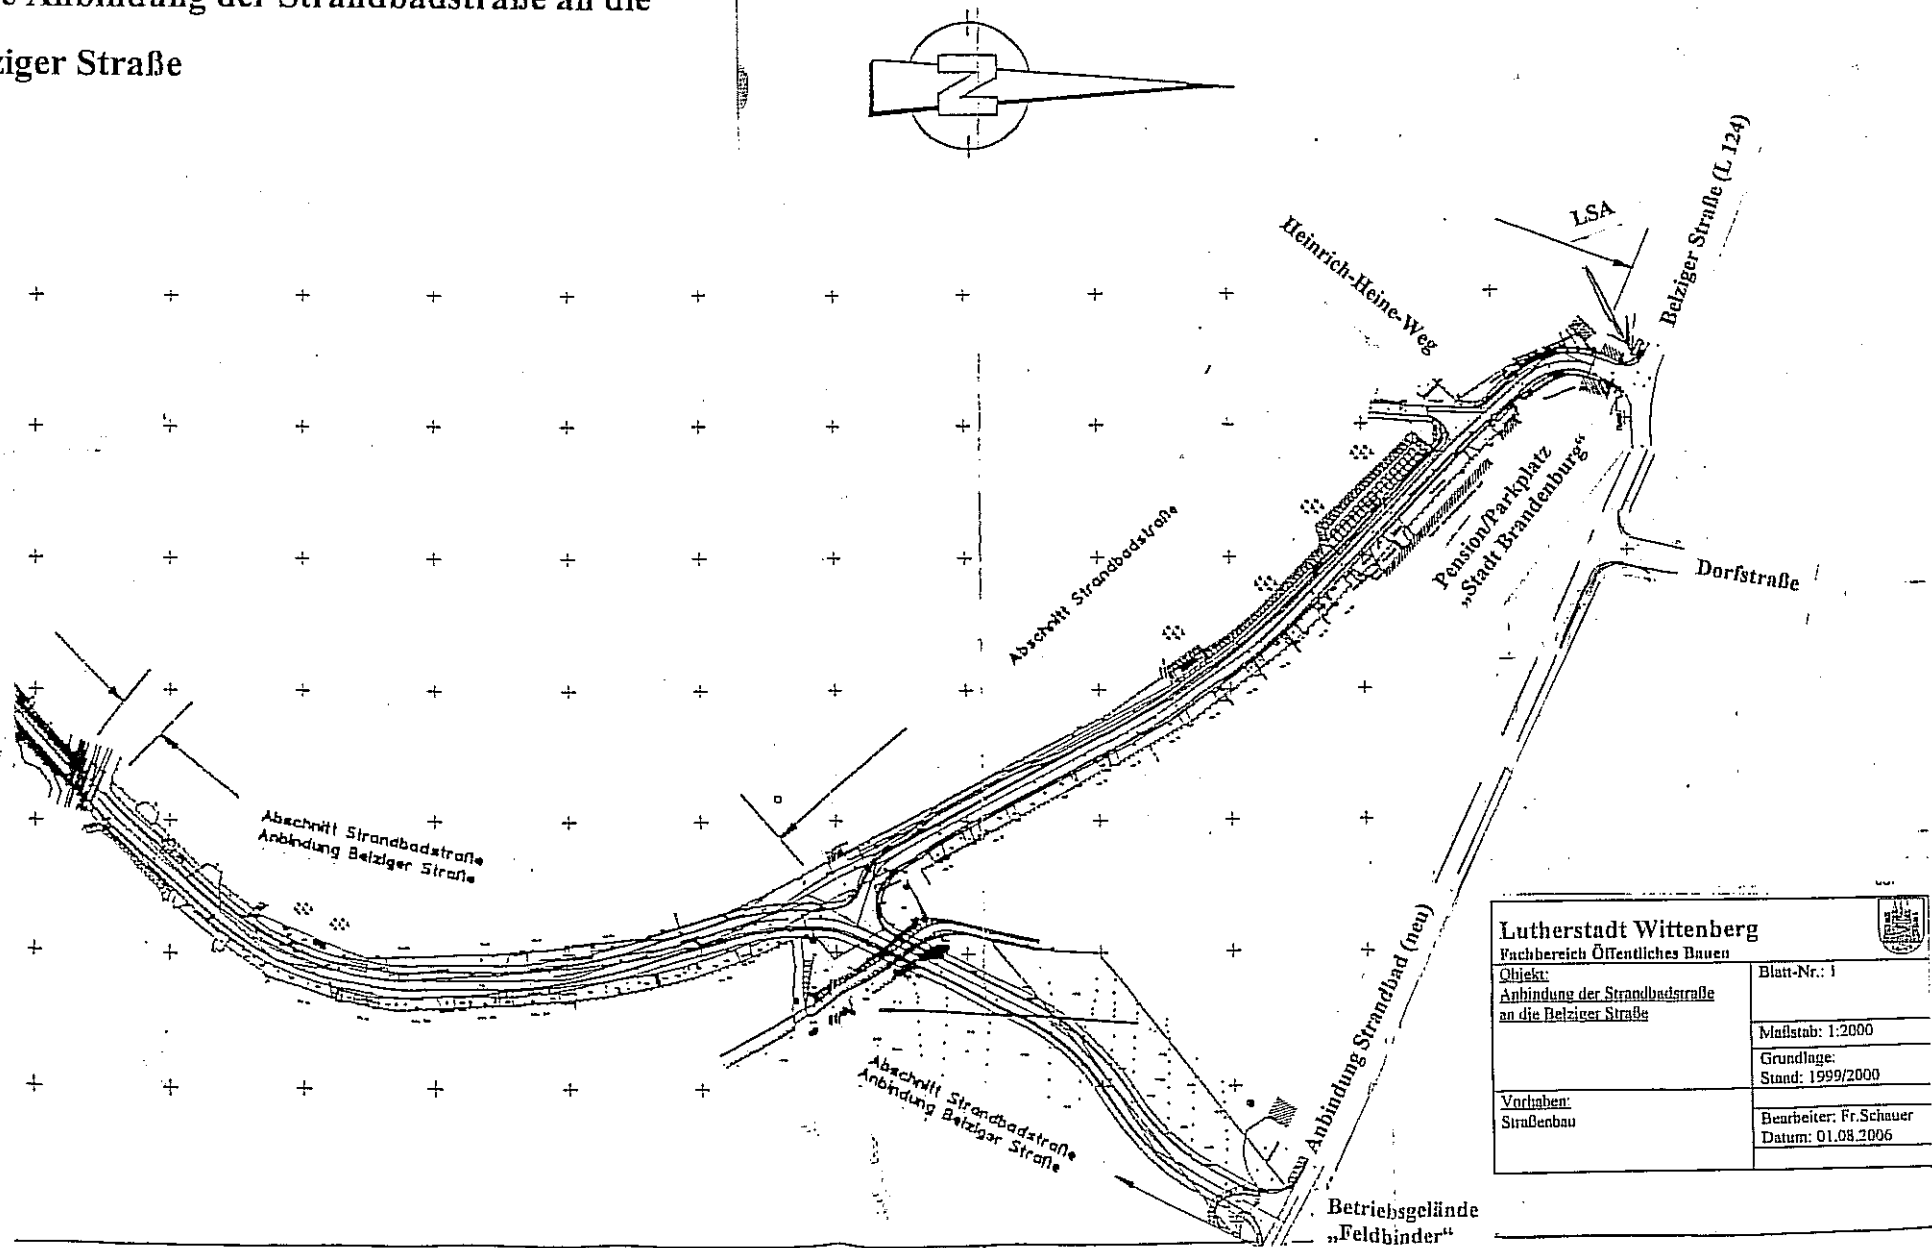 Anbindung der Strandbadstraße an die
ziger Straße
N
LSA
Belziger Straße (L 124)
Heinrich-Heine-Weg
Pension/Parkplatz
„Stadt Brandenburg“
Dorfstraße
Abschnitt Strandbadstraße
Abschnitt Strandbadstraße
Anbindung Belziger Straße
Abschnitt Strandbadstraße
Anbindung Belziger Straße
Anbindung Strandbad (neu)
Betriebsgelände
„Feldbinder“
Lutherstadt Wittenberg
Fachbereich Öffentliches Bauen
Objekt:
Anbindung der Strandbadstraße
an die Belziger Straße
Blatt-Nr.: 1
Maßstab: 1:2000
Grundlage:
Stand: 1999/2000
Vorhaben:
Straßenbau
Bearbeiter: Fr.Schauer
Datum: 01.08.2006